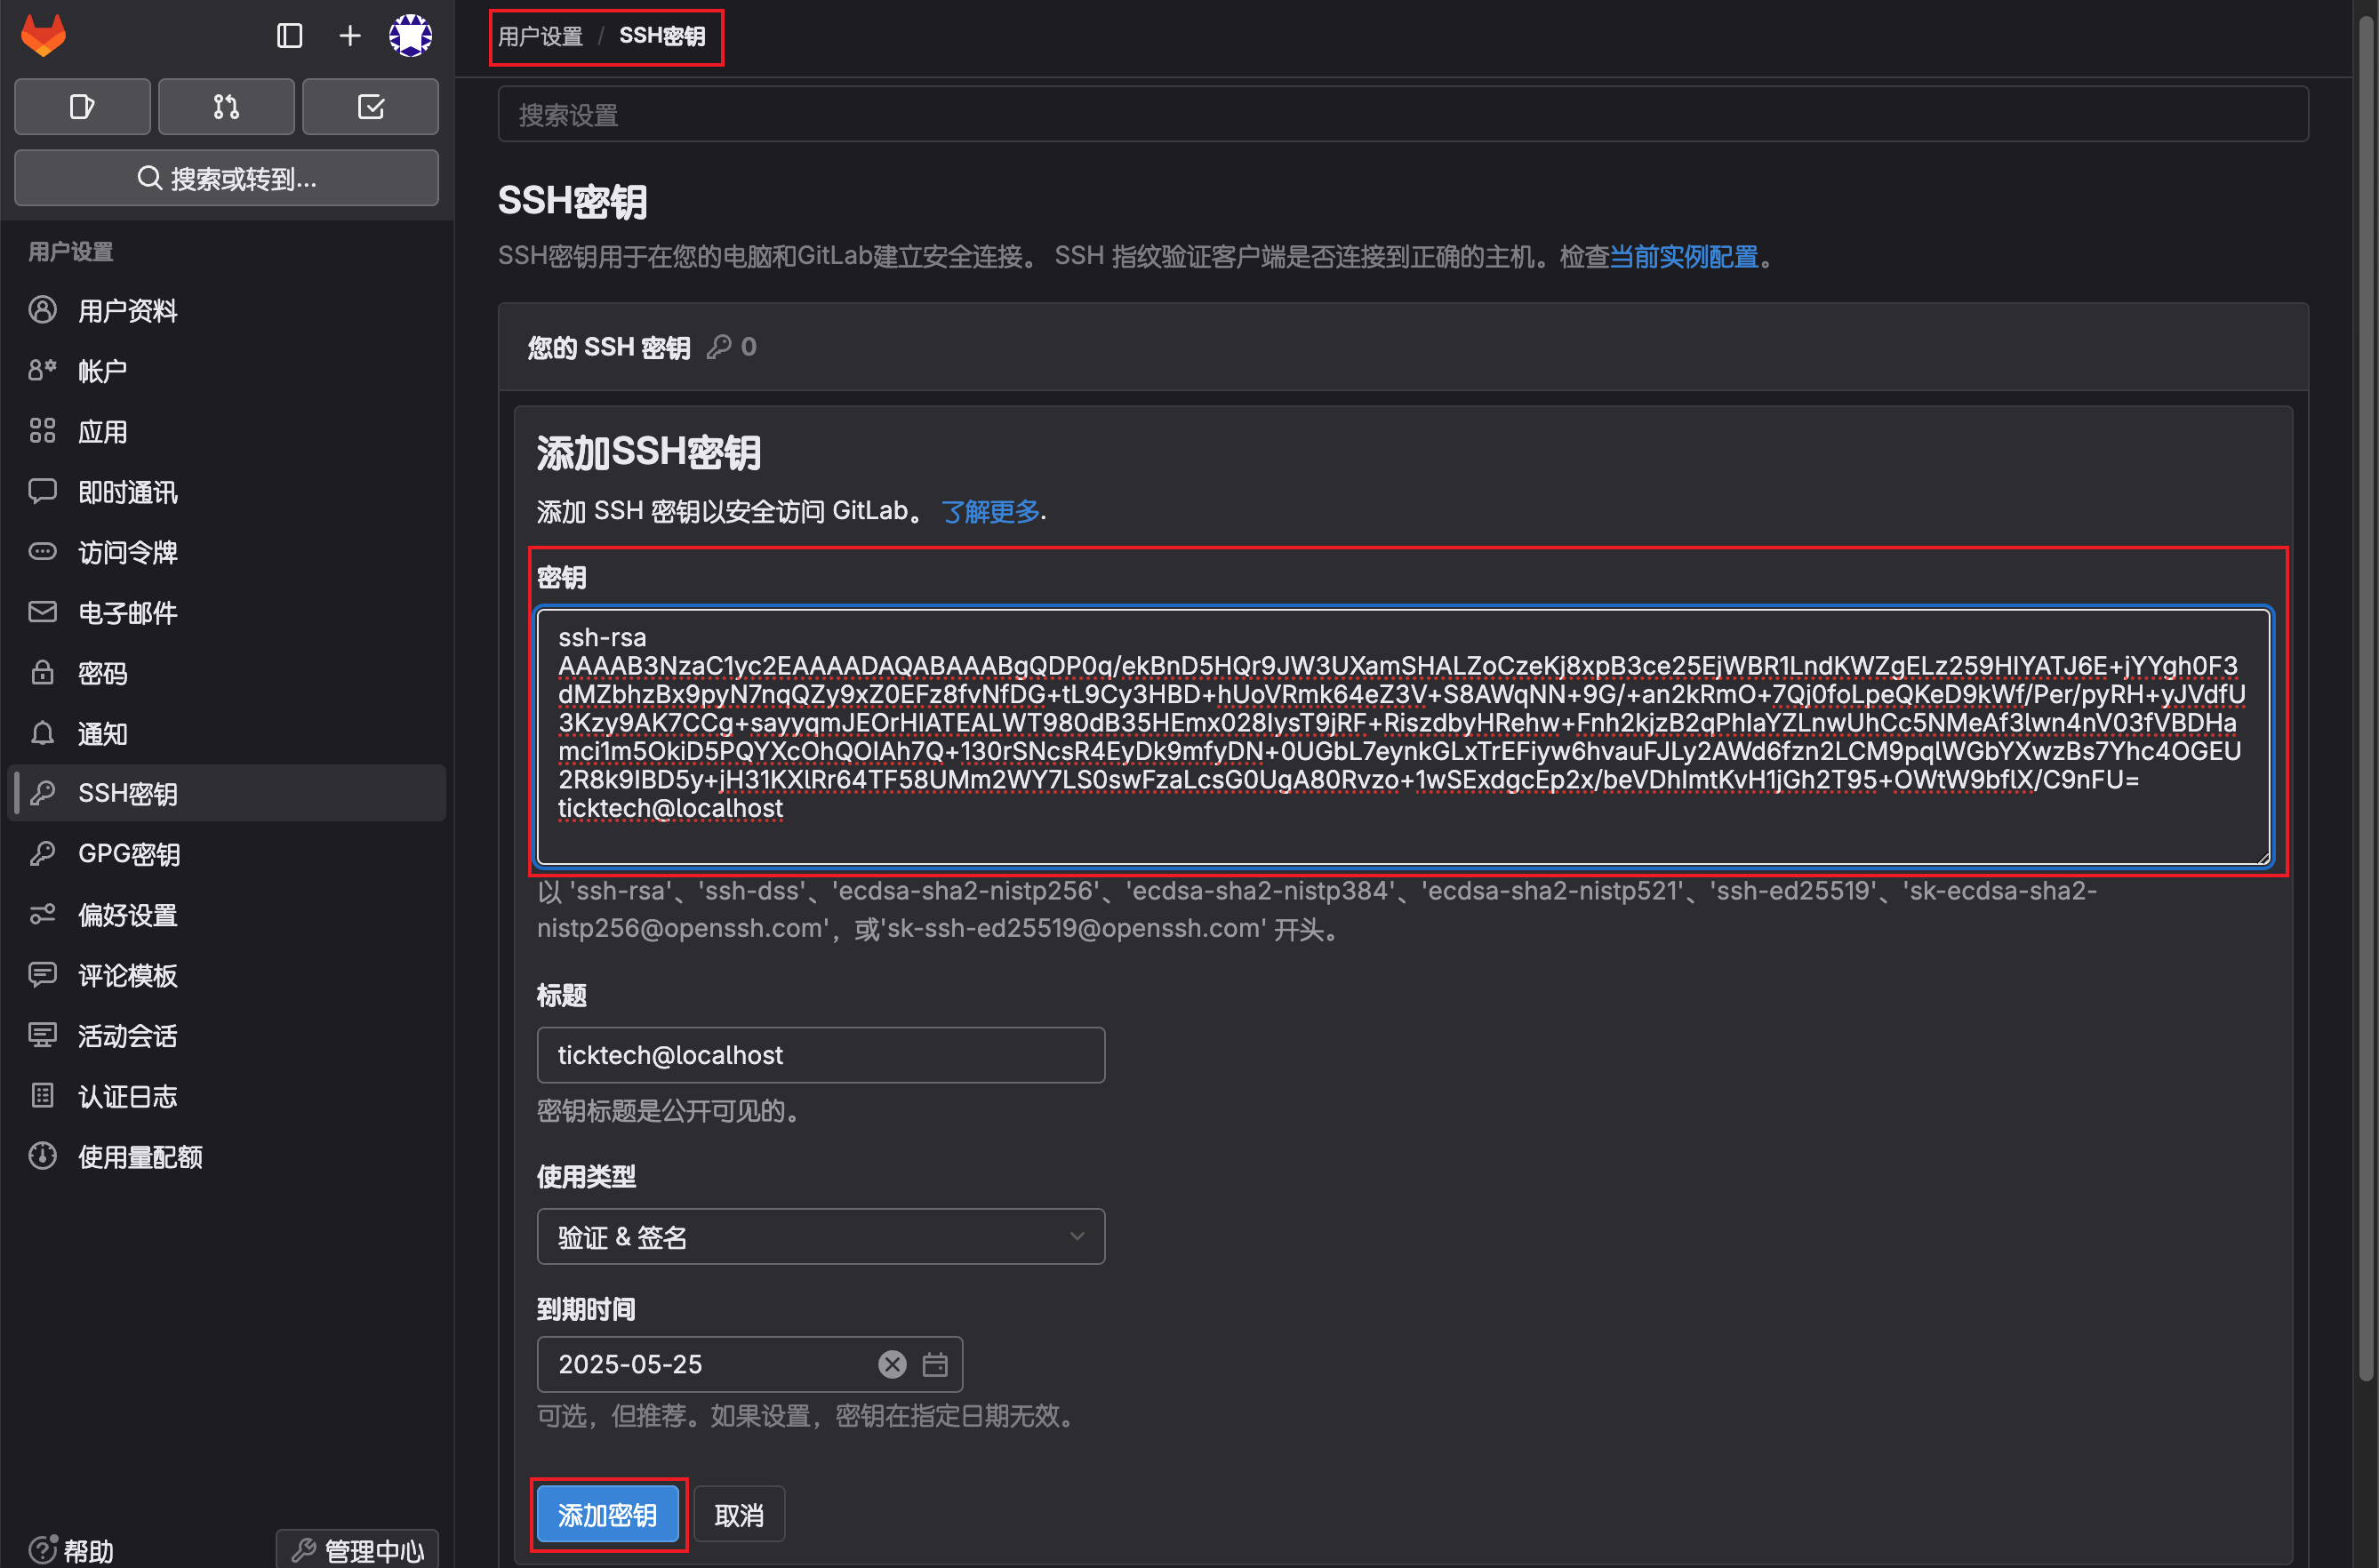 用户设置 / SSH密钥
搜索或转到...
用户设置
用户资料
帐户
应用
即时通讯
访问令牌
电子邮件
密码
通知
SSH密钥
GPG密钥
偏好设置
评论模板
活动会话
认证日志
使用量配额
帮助
管理中心
搜索设置
SSH密钥
SSH密钥用于在您的电脑和GitLab建立安全连接。 SSH 指纹验证客户端是否连接到正确的主机。检查当前实例配置。
您的 SSH 密钥 0
添加SSH密钥
添加 SSH 密钥以安全访问 GitLab。 了解更多.
密钥
ssh-rsa
AAAAB3NzaC1yc2EAAAADAQABAAABgQDP0q/ekBnD5HQr9JW3UXamSHALZoCzeKj8xpB3ce25EjWBR1LndKWZgELz259HIYATJ6E+jYYgh0F3
dMZbhzBx9pyN7nqQZy9xZ0EFz8fvNfDG+tL9Cy3HBD+hUoVRmk64eZ3V+S8AWqNN+9G/+an2kRmO+7Qj0foLpeQKeD9kWf/Per/pyRH+yJVdfU
3Kzy9AK7CCg+sayyqmJEOrHIATEALWT980dB35HEmx028IysT9jRF+RiszdbyHRehw+Fnh2kjzB2qPhIaYZLnwUhCc5NMeAf3lwn4nV03fVBDHa
mci1m5OkiD5PQYXcOhQOIAh7Q+130rSNcsR4EyDk9mfyDN+0UGbL7eynkGLxTrEFiyw6hvauFJLy2AWd6fzn2LCM9pqlWGbYXwzBs7Yhc4OGEU
2R8k9IBD5y+jH31KXlRr64TF58UMm2WY7LS0swFzaLcsG0UgA80Rvzo+1wSExdgcEp2x/beVDhImtKvH1jGh2T95+OWtW9bflX/C9nFU=
ticktech@localhost
以 'ssh-rsa'、'ssh-dss'、'ecdsa-sha2-nistp256'、'ecdsa-sha2-nistp384'、'ecdsa-sha2-nistp521'、'ssh-ed25519'、'sk-ecdsa-sha2-
nistp256@openssh.com'，或'sk-ssh-ed25519@openssh.com' 开头。
标题
ticktech@localhost
密钥标题是公开可见的。
使用类型
验证 & 签名
到期时间
2025-05-25
可选，但推荐。如果设置，密钥在指定日期无效。
添加密钥
取消